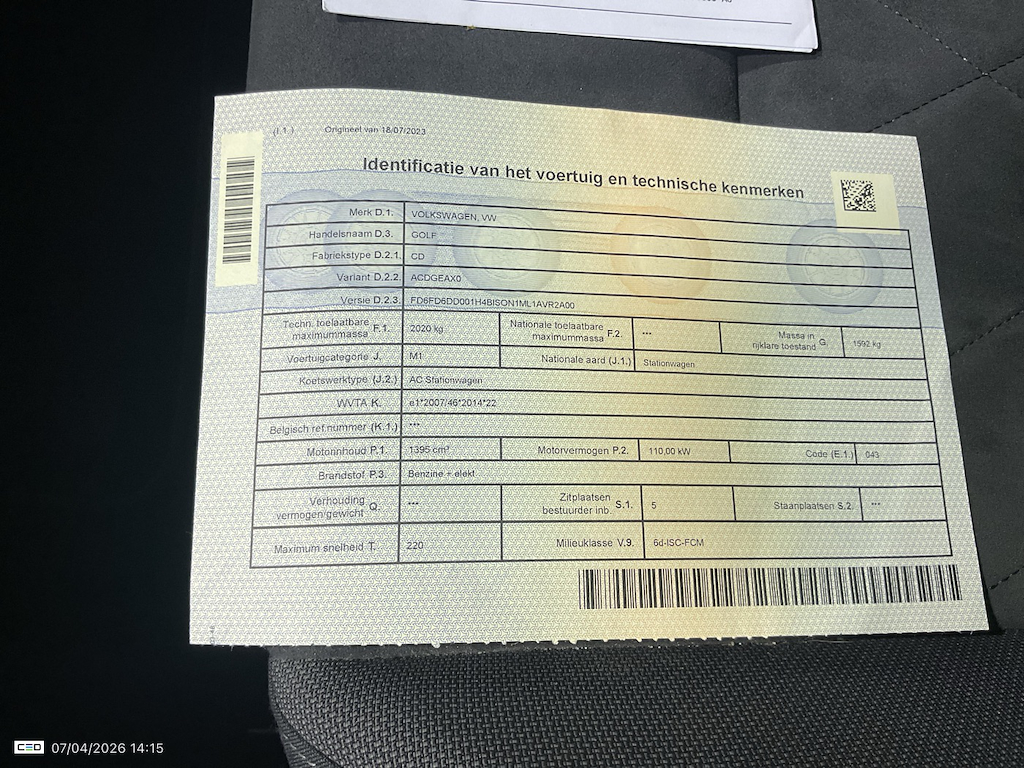 (I.1.) Origineel van 18/07/2023
Identificatie van het voertuig en technische kenmerken
Merk D.1. VOLKSWAGEN, VW
Handelsnaam D.3. GOLF
Fabriekstype D.2.1. CD
Variant D.2.2. ACDGEAX0
Versie D.2.3. FD6FD6DD001H4BISON1ML1AVR2A00
Techn. toelaatbare maximummassa F.1. 2020 kg Nationale toelaatbare maximummassa F.2. *** Massa in rijklare toestand G. 1592 kg
Voertuigcategorie J. M1 Nationale aard (J.1.) Stationwagen
Koetswerktype (J.2.) AC Stationwagen
WVTA K. e1*2007/46*2014*22
Belgisch ref.nummer (K.1.) ***
Motorinhoud P.1. 1395 cm³ Motorvermogen P.2. 110,00 kW Code (E.1.) 043
Brandstof P.3. Benzine + elekt
Verhouding vermogen/gewicht Q. *** Zitplaatsen bestuurder inb. S.1. 5 Staanplaatsen S.2. ***
Maximum snelheid T. 220 Milieuklasse V.9. 6d-ISC-FCM
CEO 07/04/2026 14:15